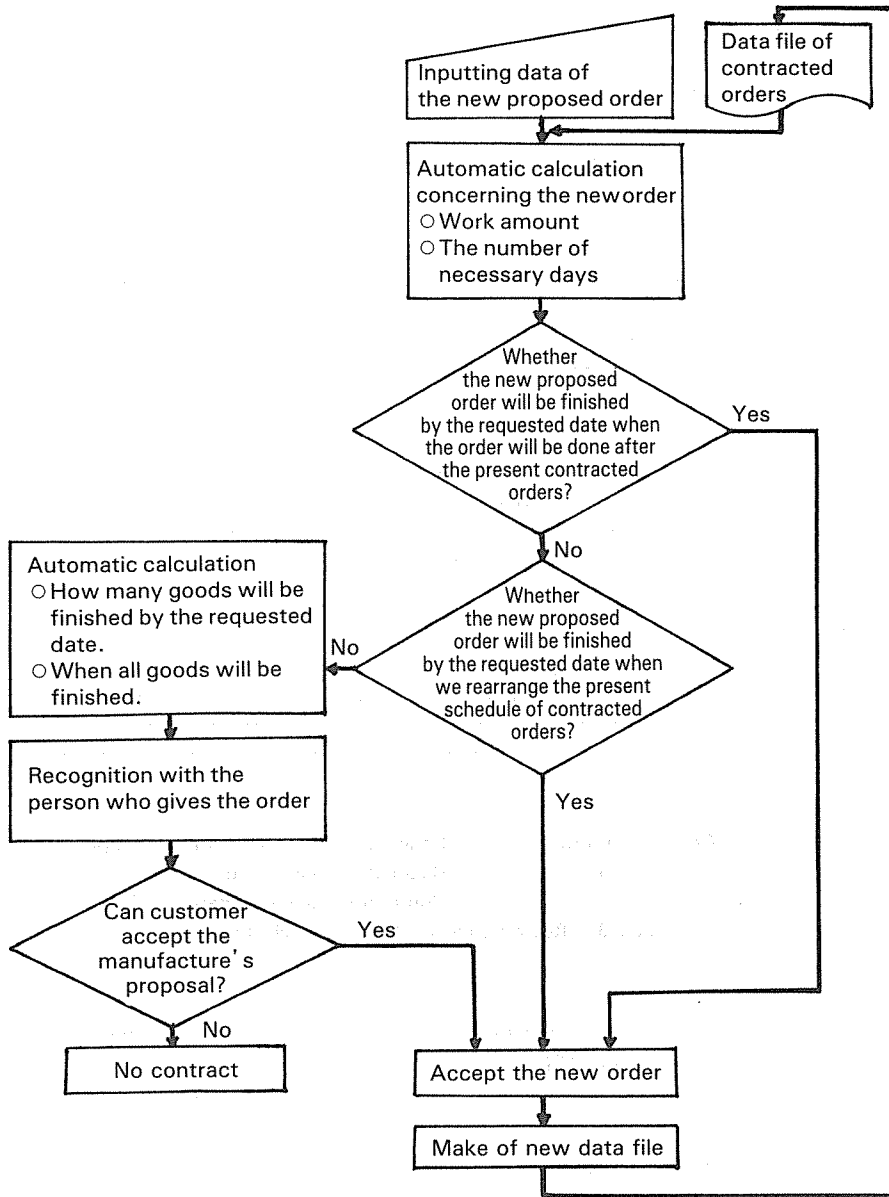 Inputting data of
the new proposed order
Data file of
contracted
orders
Automatic calculation
concerning the neworder
○ Work amount
○ The number of
necessary days
Whether
the new proposed
order will be finished
by the requested date when
the order will be done after
the present contracted
orders?
Yes
No
Whether
the new proposed
order will be finished
by the requested date when
we rearrange the present
schedule of contracted
orders?
No
Yes
Automatic calculation
○ How many goods will be
finished by the requested
date.
○ When all goods will be
finished.
Recognition with the
person who gives the order
Can customer
accept the
manufacture's
proposal?
Yes
No
No contract
Accept the new order
Make of new data file